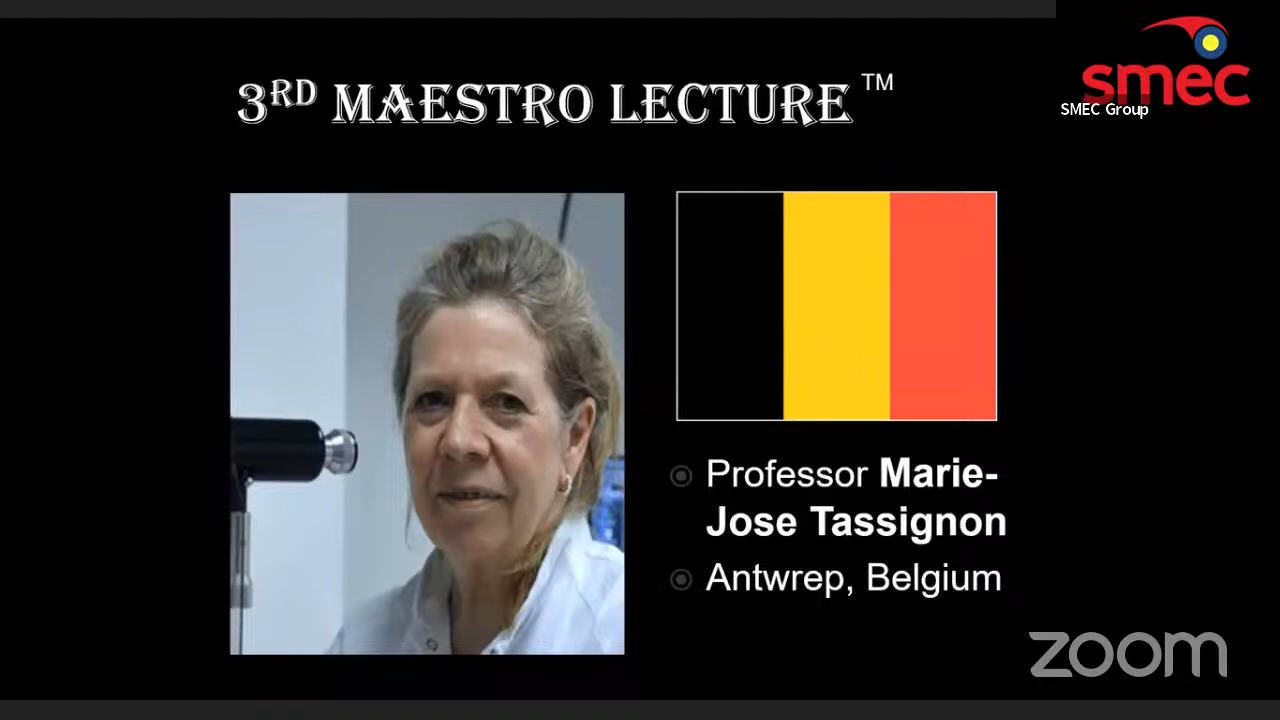 3RD MAESTRO LECTURE TM
smec
SMEC Group
Professor Marie-
Jose Tassignon
Antwrep, Belgium
zoom